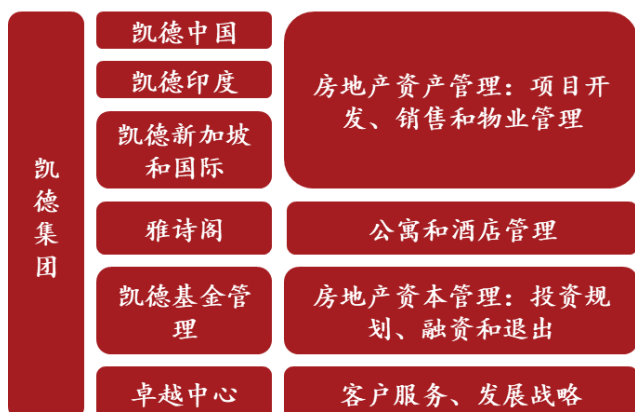 凯
德
集
团
凯德中国
凯德印度
凯德新加坡
和国际
房地产资产管理：项目开
发、销售和物业管理
雅诗阁
公寓和酒店管理
凯德基金管
理
房地产资本管理：投资规
划、融资和退出
卓越中心
客户服务、发展战略